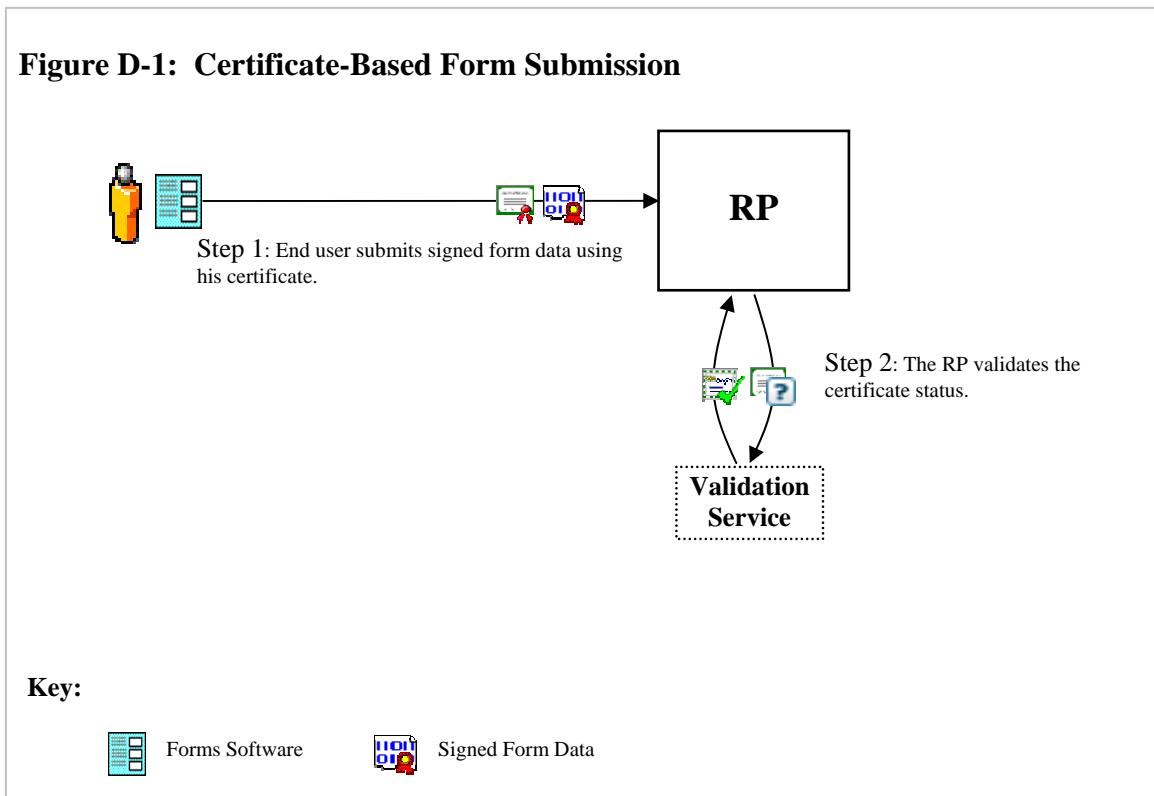 Figure D-1: Certificate-Based Form Submission
RP
Step 1: End user submits signed form data using
his certificate.
Step 2: The RP validates the
certificate status.
Validation
Service
Key:
Forms Software
Signed Form Data